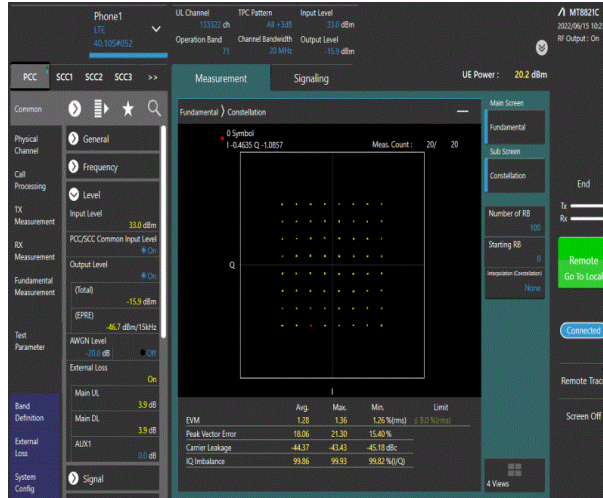 Phone1
LTE
40.105#052
UL Channel
133322 ch
TPC Pattern
All +3dB
Input Level
33.0 dBm
Operation Band
71
Channel Bandwidth
20 MHz
Output Level
-15.9 dBm
MT8821C
2022/06/15 10:2
RF Output : On
PCC SCC1 SCC2 SCC3 >>
Measurement Signaling UE Power : 20.2 dBm
Common
Physical
Channel
Call
Processing
TX
Measurement
RX
Measurement
Fundamental
Measurement
Test
Parameter
Band
Definition
External
Loss
System
Config
General
Frequency
Level
Input Level
33.0 dBm
PCC/SCC Common Input Level
On
Output Level
On
(Total)
-15.9 dBm
(EPRE)
-46.7 dBm/15kHz
AWGN Level
-20.0 dB Off
External Loss
On
Main UL
3.9 dB
Main DL
3.9 dB
AUX1
0.0 dB
Signal
Fundamental ) Constellation
0 Symbol
I -0.4635 Q -1.0857 Meas. Count : 20/ 20
Q
I
Avg. Max. Min. Limit
EVM 1.28 1.36 1.26 %(rms) ≤ 8.0 %(rms)
Peak Vector Error 18.06 21.30 15.40 %
Carrier Leakage -44.37 -43.43 -45.18 dBc
IQ Imbalance 99.86 99.93 99.82 %(I/Q)
Main Screen
Fundamental
Sub Screen
Constellation
Number of RB
100
Starting RB
0
Interpolation (Constellation)
None
4 Views
End
Tx
Rx
Remote
Go To Local
Connected
Remote Trac
Screen Off